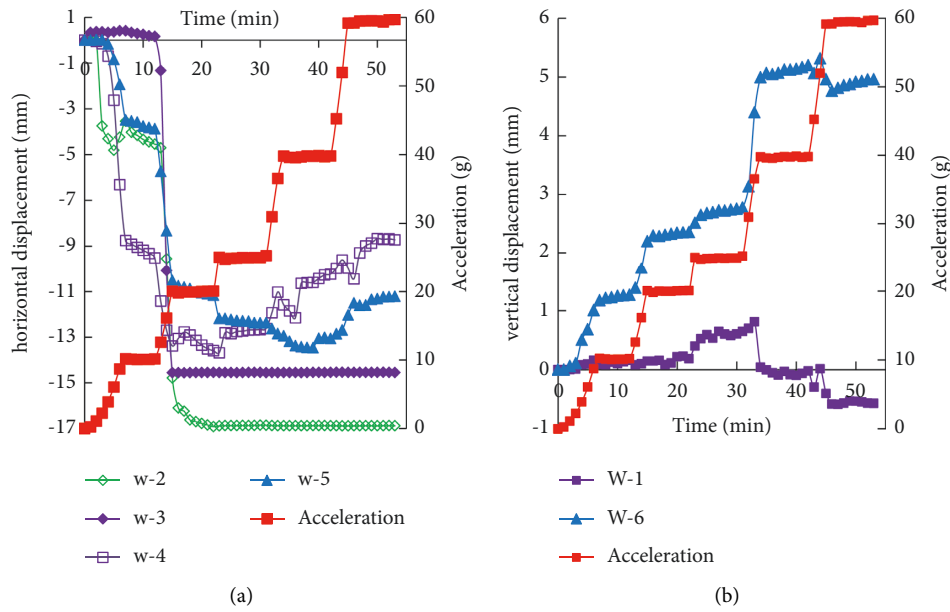 Time (min)
1
-1
-3
-5
-7
-9
-11
-13
-15
-17
0 10 20 30 40 50
horizontal displacement (mm)
60
50
40
30
20
10
0
Acceleration (g)
w-2
w-3
w-4
w-5
Acceleration
(a)
6
5
4
3
2
1
0
-1
vertical displacement (mm)
0 10 20 30 40 50
Time (min)
60
50
40
30
20
10
0
Acceleration (g)
W-1
W-6
Acceleration
(b)